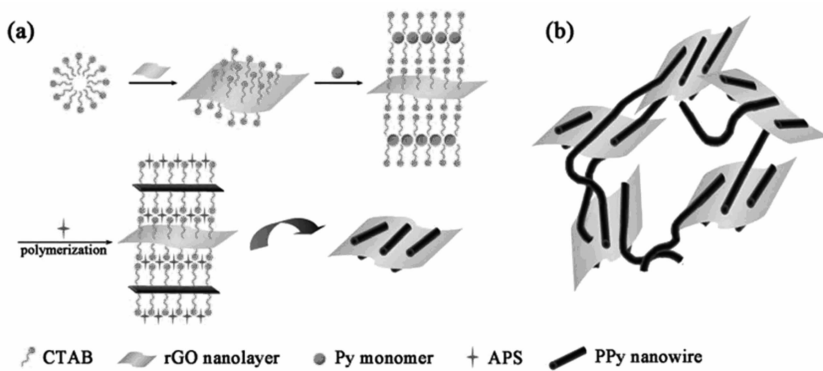 (a)
(b)
polymerization
CTAB rGO nanolayer Py monomer APS PPy nanowire